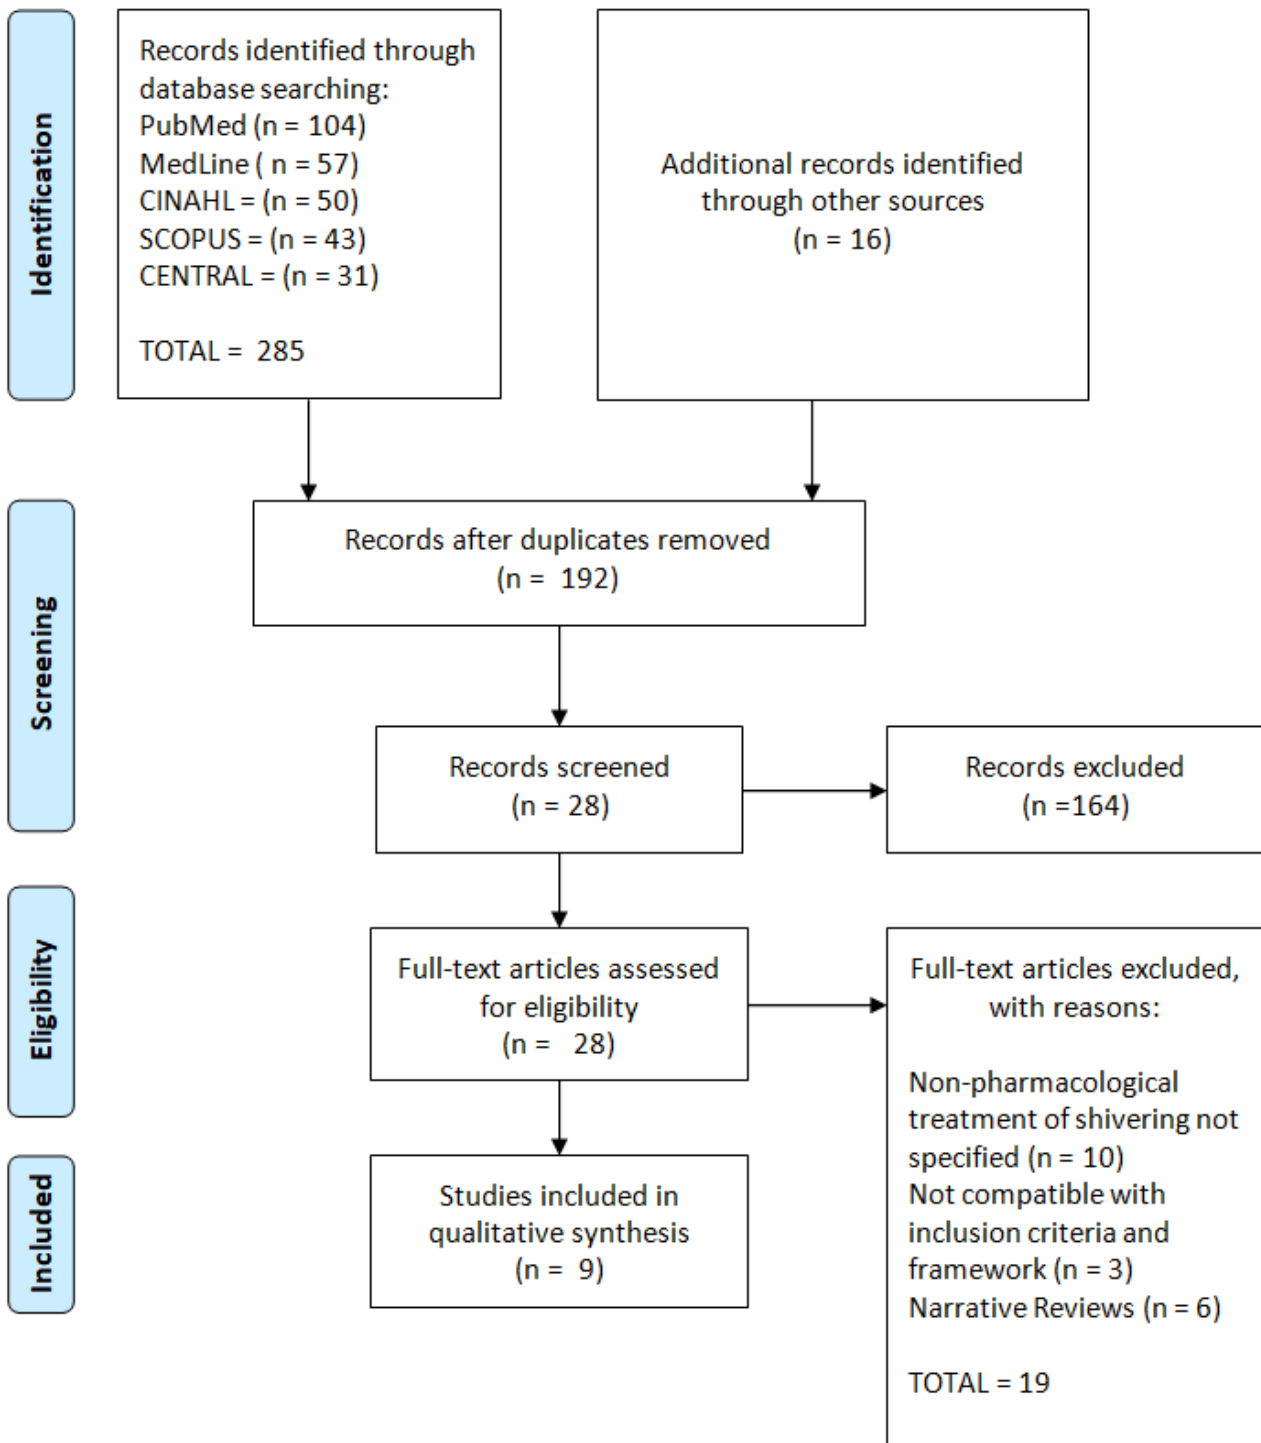 Identification
Records identified through
database searching:
PubMed (n = 104)
MedLine ( n = 57)
CINAHL = (n = 50)
SCOPUS = (n = 43)
CENTRAL = (n = 31)
TOTAL = 285
Additional records identified
through other sources
(n = 16)
Screening
Records after duplicates removed
(n = 192)
Records screened
(n = 28)
Records excluded
(n =164)
Eligibility
Full-text articles assessed
for eligibility
(n = 28)
Full-text articles excluded,
with reasons:
Non-pharmacological
treatment of shivering not
specified (n = 10)
Not compatible with
inclusion criteria and
framework (n = 3)
Narrative Reviews (n = 6)
TOTAL = 19
Included
Studies included in
qualitative synthesis
(n = 9)